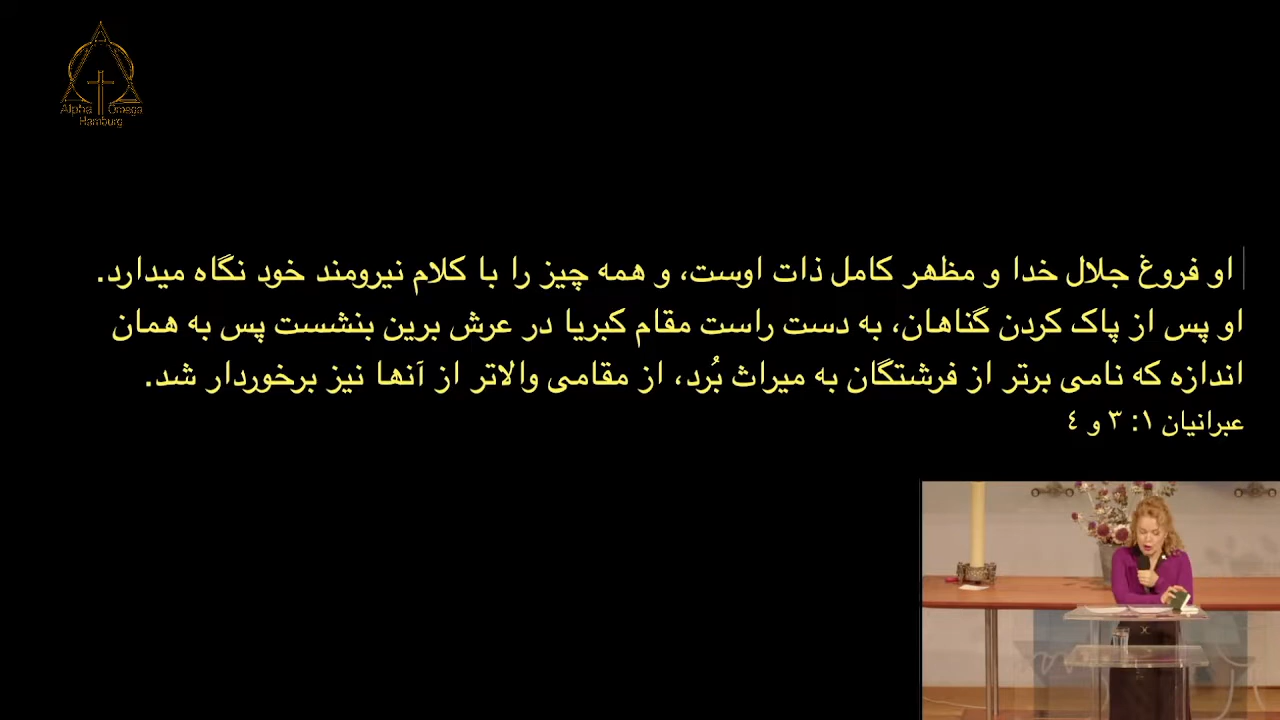 Alpha Omega
Hamburg
او فروغ جلال خدا و مظهر کامل ذات اوست، و همه چیز را با کلام نیرومند خود نگاه میدارد.
او پس از پاک کردن گناهان، به دست راست مقام کبریا در عرش برین بنشست پس به همان
اندازه که نامی برتر از فرشتگان به میراث بُرد، از مقامی والاتر از آنها نیز برخوردار شد.
عبرانیان ۱: ۳ و ٤